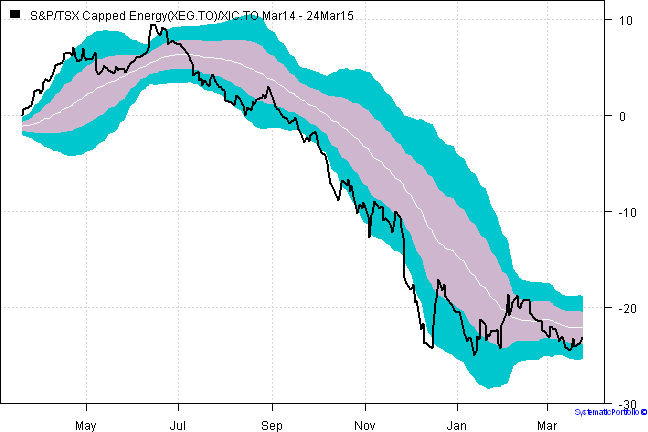 S&P/TSX Capped Energy(XEG.TO)/XIC.TO Mar14 - 24Mar15
10
0
-10
-20
-30
May Jul Sep Nov Jan Mar
SystematicPortfolio ©